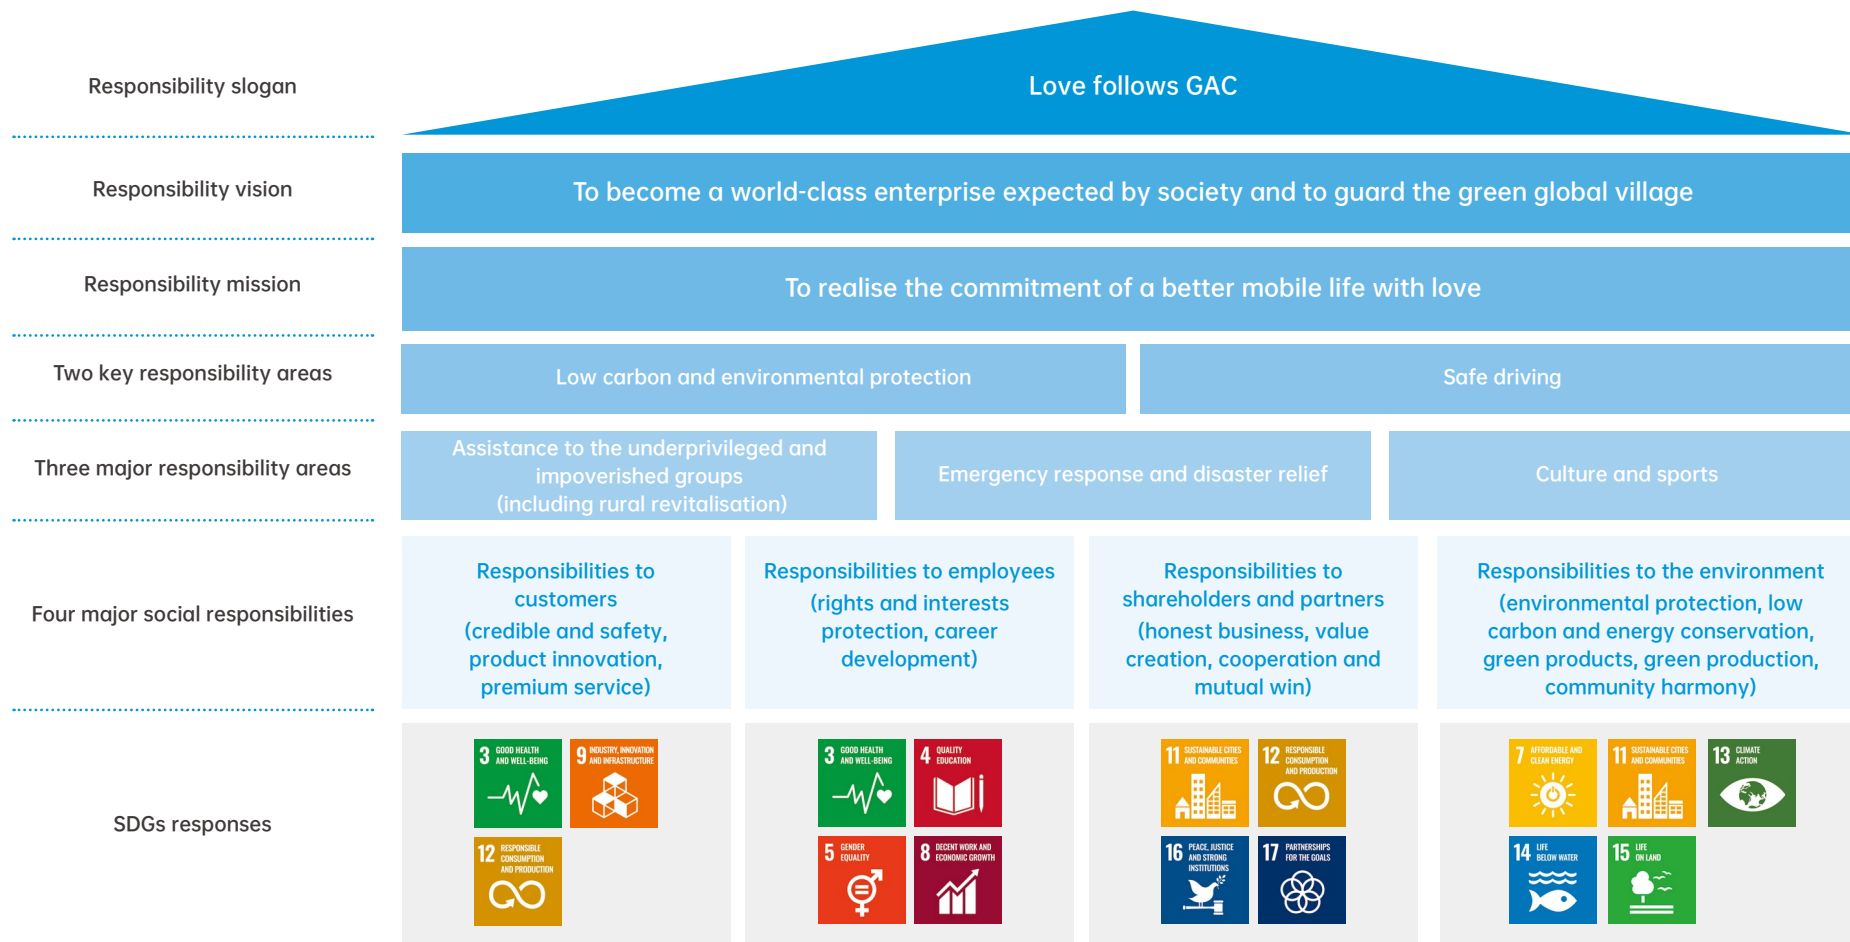 Responsibility slogan
Love follows GAC
Responsibility vision
To become a world-class enterprise expected by society and to guard the green global village
Responsibility mission
To realise the commitment of a better mobile life with love
Two key responsibility areas
Low carbon and environmental protection
Safe driving
Three major responsibility areas
Assistance to the underprivileged and
impoverished groups
(including rural revitalisation)
Emergency response and disaster relief
Culture and sports
Four major social responsibilities
Responsibilities to
customers
(credible and safety,
product innovation,
premium service)
Responsibilities to employees
(rights and interests
protection, career
development)
Responsibilities to
shareholders and partners
(honest business, value
creation, cooperation and
mutual win)
Responsibilities to the environment
(environmental protection, low
carbon and energy conservation,
green products, green production,
community harmony)
SDGs responses
3 GOOD HEALTH
AND WELL-BEING
9 INDUSTRY, INNOVATION
AND INFRASTRUCTURE
12 RESPONSIBLE
CONSUMPTION
AND PRODUCTION
3 GOOD HEALTH
AND WELL-BEING
4 QUALITY
EDUCATION
5 GENDER
EQUALITY
8 DECENT WORK AND
ECONOMIC GROWTH
11 SUSTAINABLE CITIES
AND COMMUNITIES
12 RESPONSIBLE
CONSUMPTION
AND PRODUCTION
16 PEACE, JUSTICE
AND STRONG
INSTITUTIONS
17 PARTNERSHIPS
FOR THE GOALS
7 AFFORDABLE AND
CLEAN ENERGY
11 SUSTAINABLE CITIES
AND COMMUNITIES
13 CLIMATE
ACTION
14 LIFE
BELOW WATER
15 LIFE
ON LAND